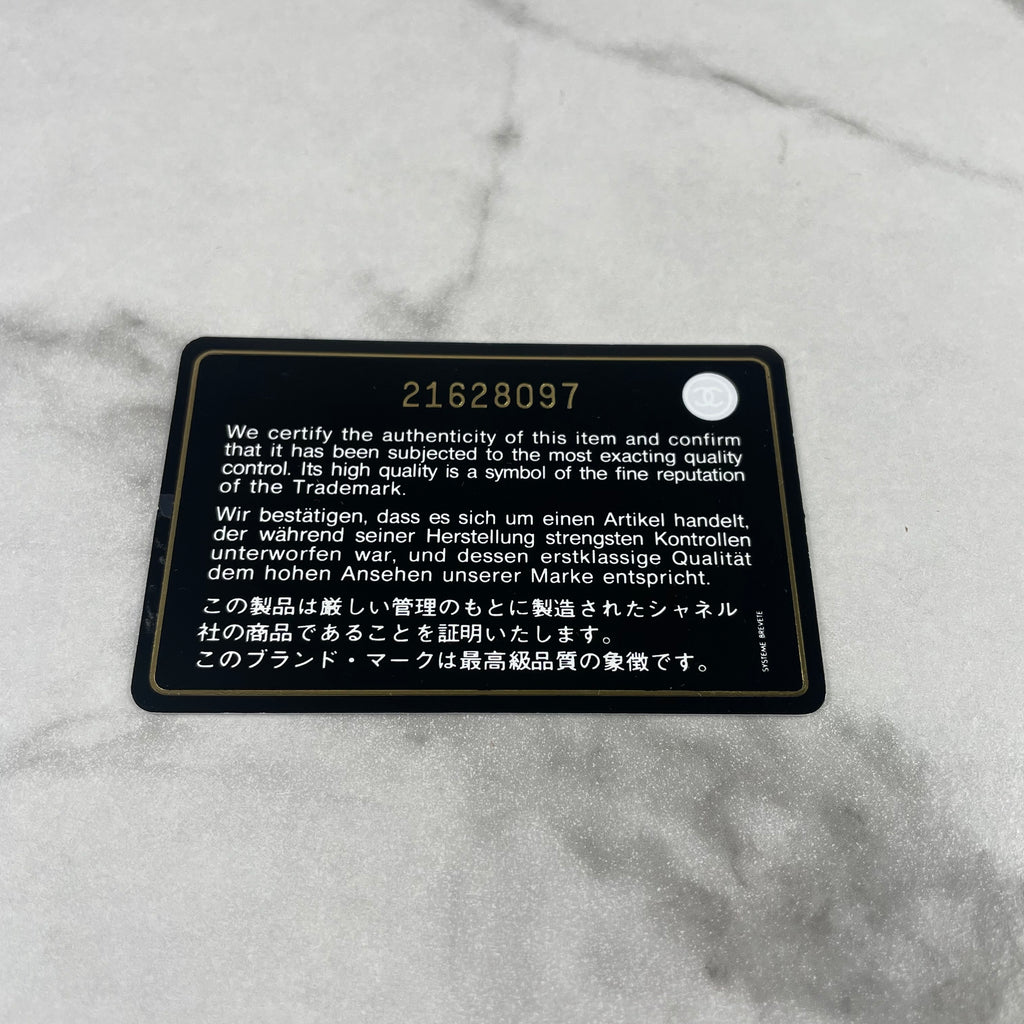 21628097
We certify the authenticity of this item and confirm
that it has been subjected to the most exacting quality
control. Its high quality is a symbol of the fine reputation
of the Trademark.
Wir bestätigen, dass es sich um einen Artikel handelt,
der während seiner Herstellung strengsten Kontrollen
unterworfen war, und dessen erstklassige Qualität
dem hohen Ansehen unserer Marke entspricht.
この製品は厳しい管理のもとに製造されたシャネル
社の商品であることを証明いたします。
このブランド・マークは最高級品質の象徴です。
SYSTEME BREVETE